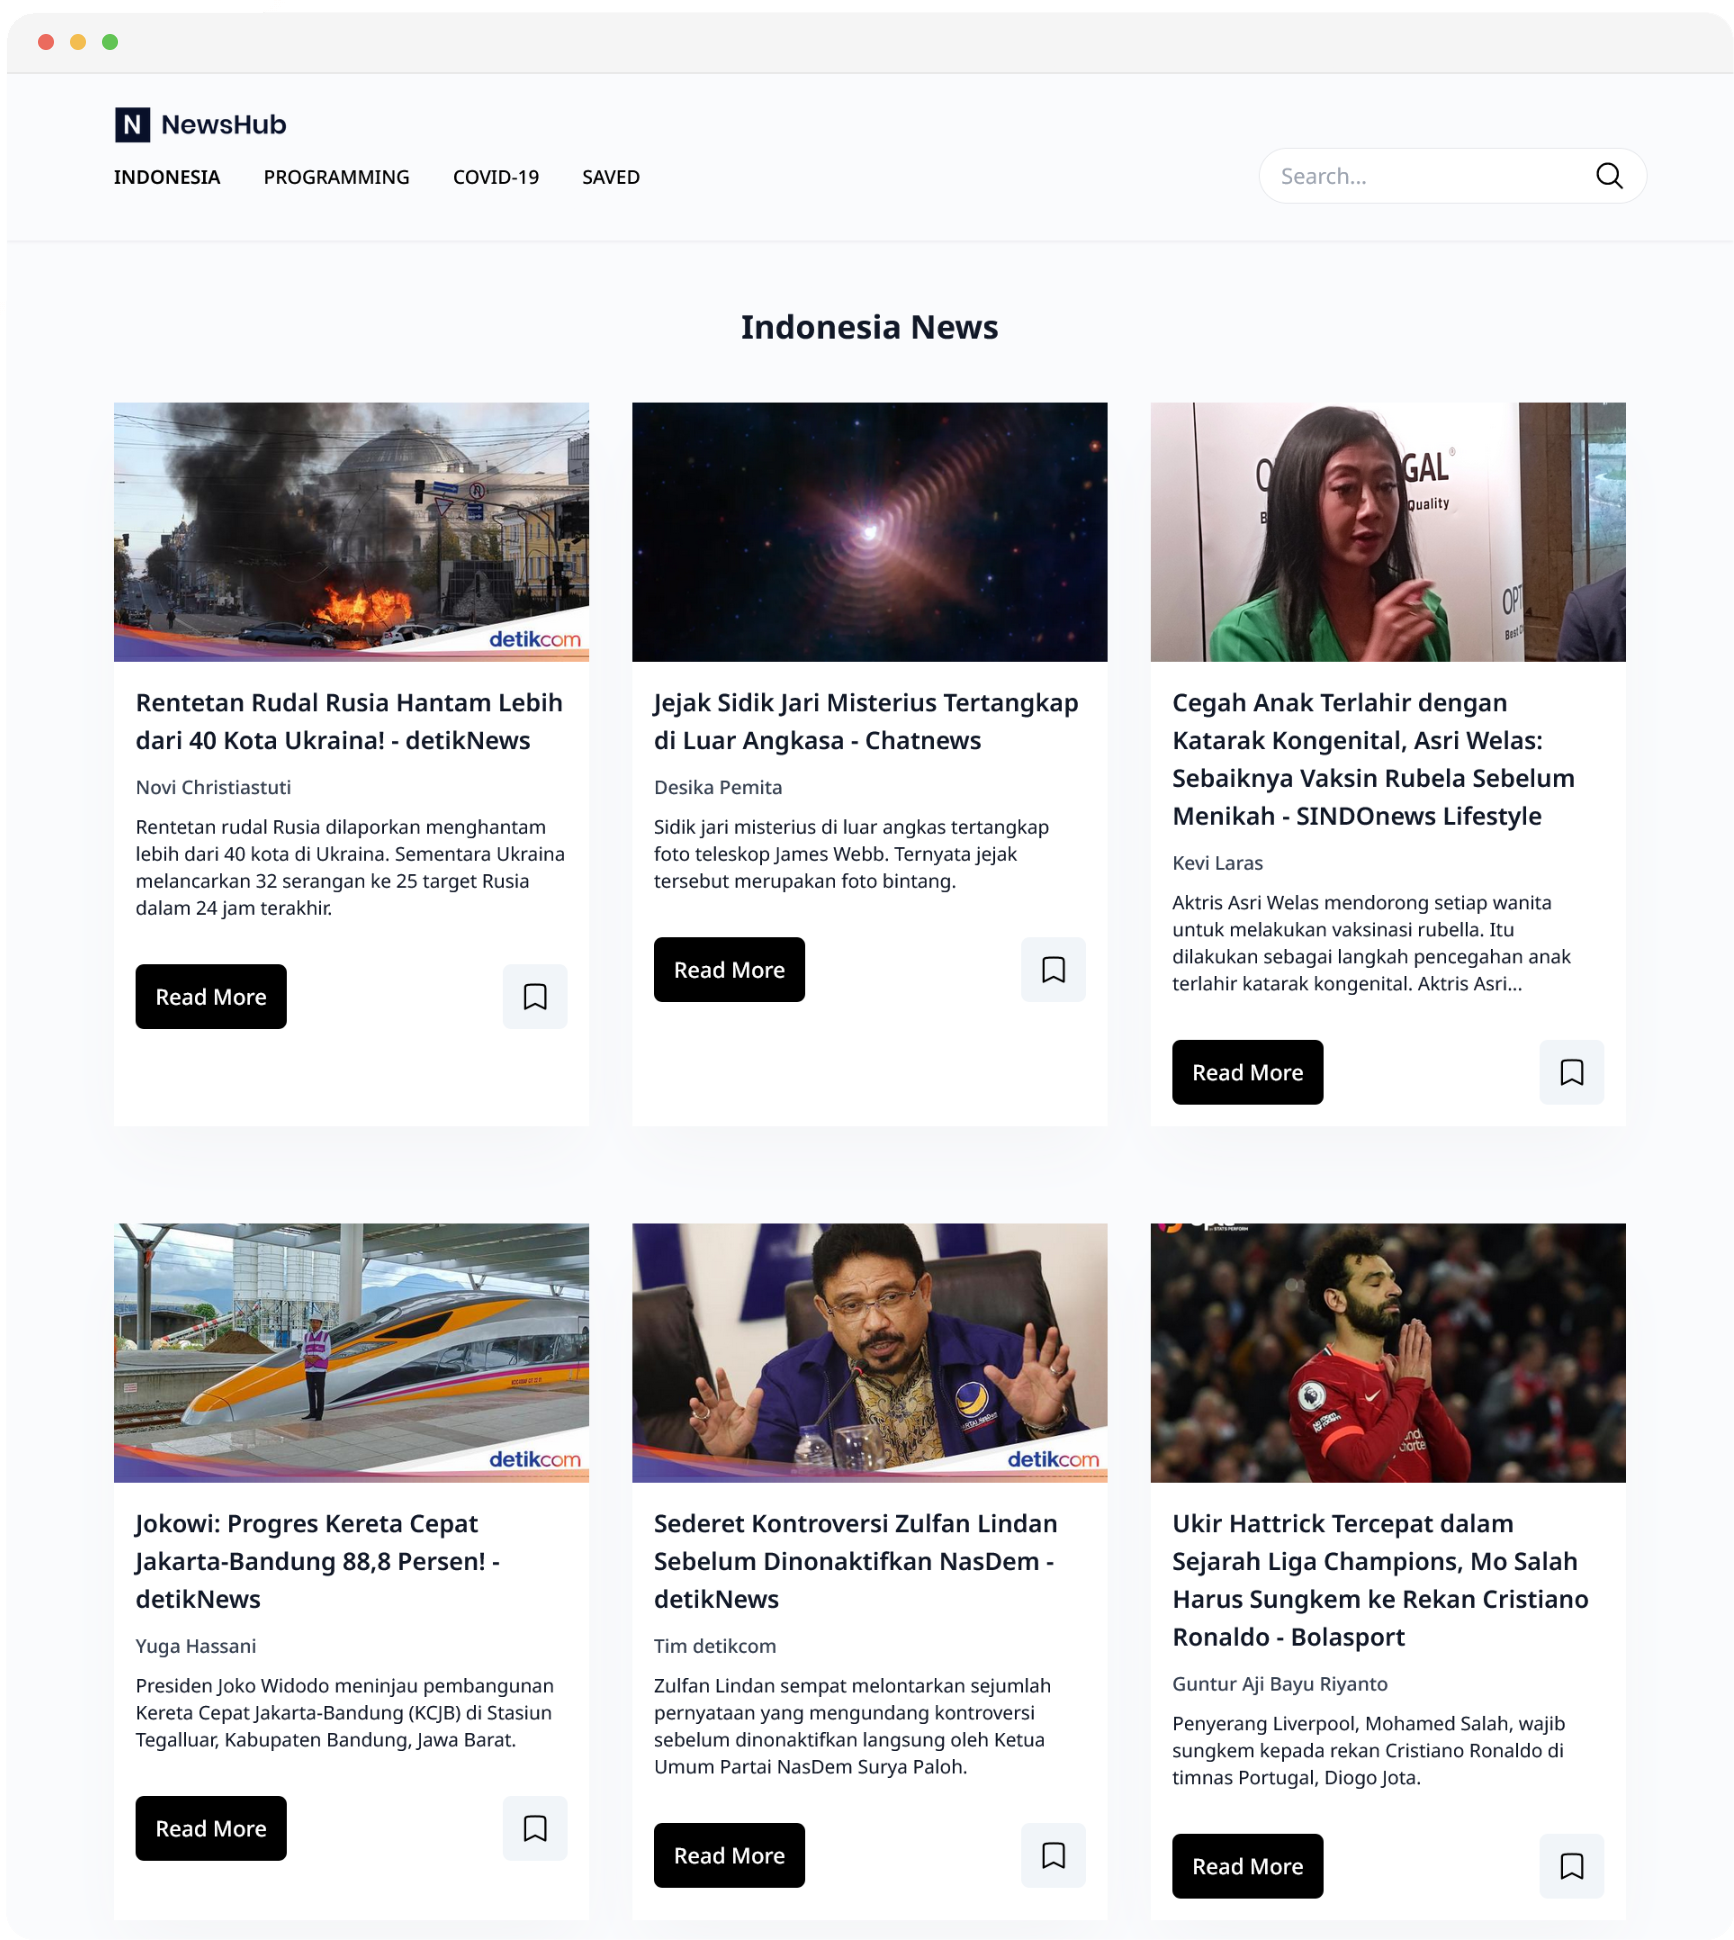 N NewsHub
INDONESIA PROGRAMMING COVID-19 SAVED
Search...
Indonesia News
detikcom
GAL®
Quality
Rentetan Rudal Rusia Hantam Lebih
dari 40 Kota Ukraina! - detikNews
Novi Christiastuti
Rentetan rudal Rusia dilaporkan menghantam
lebih dari 40 kota di Ukraina. Sementara Ukraina
melancarkan 32 serangan ke 25 target Rusia
dalam 24 jam terakhir.
Read More
Jejak Sidik Jari Misterius Tertangkap
di Luar Angkasa - Chatnews
Desika Pemita
Sidik jari misterius di luar angkas tertangkap
foto teleskop James Webb. Ternyata jejak
tersebut merupakan foto bintang.
Read More
Cegah Anak Terlahir dengan
Katarak Kongenital, Asri Welas:
Sebaiknya Vaksin Rubela Sebelum
Menikah - SINDOnews Lifestyle
Kevi Laras
Aktris Asri Welas mendorong setiap wanita
untuk melakukan vaksinasi rubella. Itu
dilakukan sebagai langkah pencegahan anak
terlahir katarak kongenital. Aktris Asri...
Read More
detikcom
detikcom
Jokowi: Progres Kereta Cepat
Jakarta-Bandung 88,8 Persen! -
detikNews
Yuga Hassani
Presiden Joko Widodo meninjau pembangunan
Kereta Cepat Jakarta-Bandung (KCJB) di Stasiun
Tegalluar, Kabupaten Bandung, Jawa Barat.
Read More
Sederet Kontroversi Zulfan Lindan
Sebelum Dinonaktifkan NasDem -
detikNews
Tim detikcom
Zulfan Lindan sempat melontarkan sejumlah
pernyataan yang mengundang kontroversi
sebelum dinonaktifkan langsung oleh Ketua
Umum Partai NasDem Surya Paloh.
Read More
Ukir Hattrick Tercepat dalam
Sejarah Liga Champions, Mo Salah
Harus Sungkem ke Rekan Cristiano
Ronaldo - Bolasport
Guntur Aji Bayu Riyanto
Penyerang Liverpool, Mohamed Salah, wajib
sungkem kepada rekan Cristiano Ronaldo di
timnas Portugal, Diogo Jota.
Read More